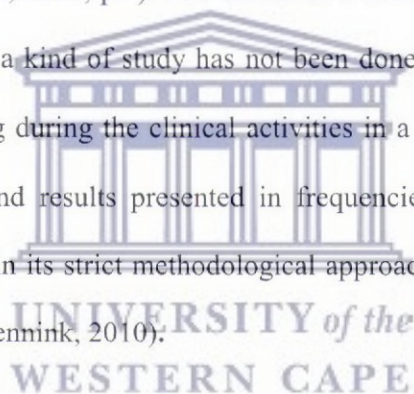 a kind of study has not been done
during the clinical activities in a
nd results presented in frequencie
n its strict methodological approac
UNIVERSITY of the
ennink, 2010).
WESTERN CAPE